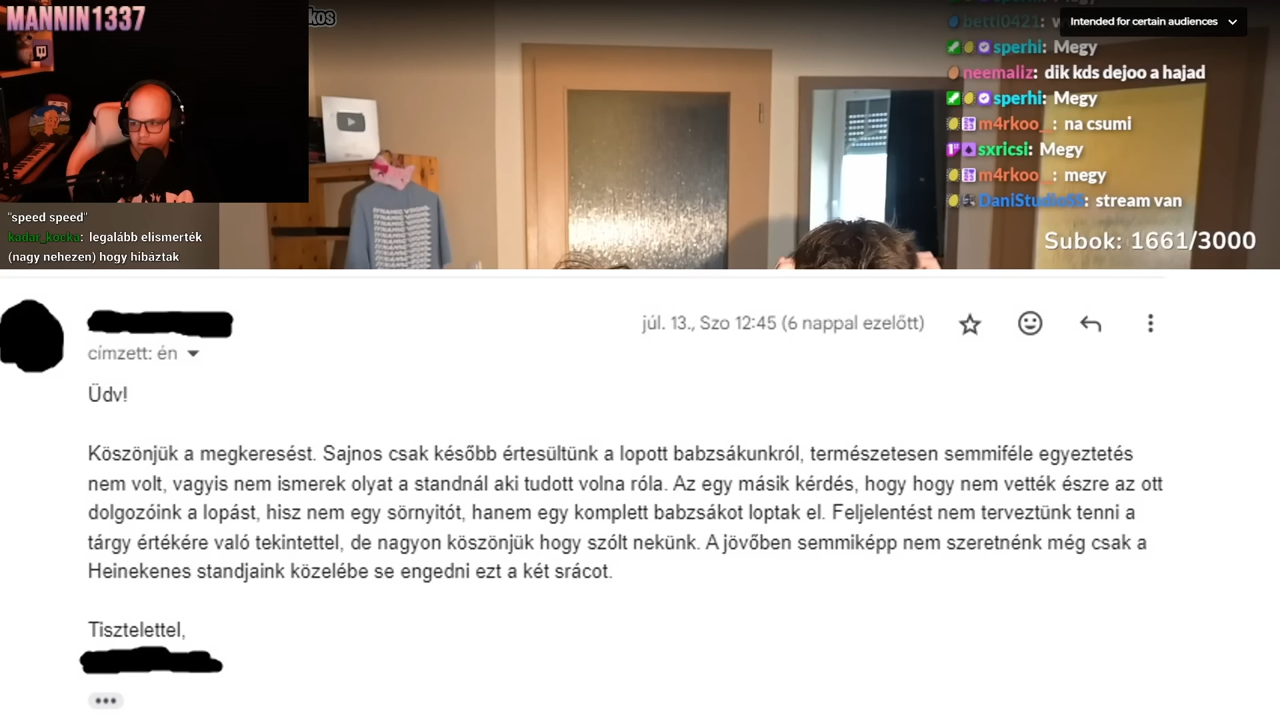 MANNIN1337
kos
Intended for certain audiences
betti0421:
sperhi: Megy
neemaliz: dik kds dejoo a hajad
sperhi: Megy
m4rkoo_: na csumi
sxricsi: Megy
m4rkoo_: megy
DaniStudioSS: stream van
Subok: 1661/3000
"speed speed"
kadar_kocka: legalább elismerték
(nagy nehezen) hogy hibáztak
júl. 13., Szo 12:45 (6 nappal ezelőtt)
címzett: én
Üdv!
Köszönjük a megkeresést. Sajnos csak később értesültünk a lopott babzsákunkról, természetesen semmiféle egyeztetés
nem volt, vagyis nem ismerek olyat a standnál aki tudott volna róla. Az egy másik kérdés, hogy hogy nem vették észre az ott
dolgozóink a lopást, hisz nem egy sörnyitót, hanem egy komplett babzsákot loptak el. Feljelentést nem terveztünk tenni a
tárgy értékére való tekintettel, de nagyon köszönjük hogy szólt nekünk. A jövőben semmiképp nem szeretnénk még csak a
Heinekenes standjaink közelébe se engedni ezt a két srácot.
Tisztelettel,